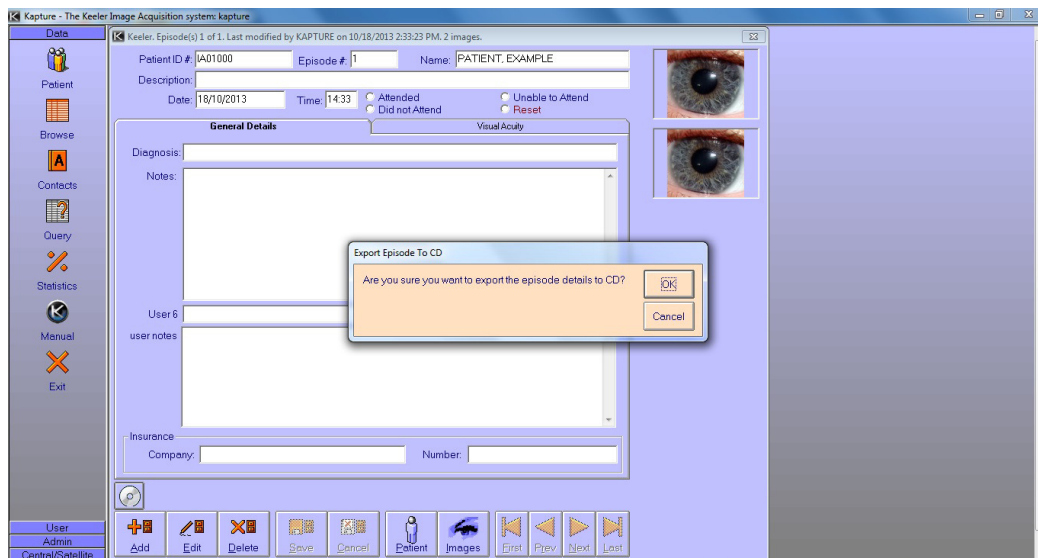 Kapture - The Keeler Image Acquisition system: kapture
Data
Patient
Browse
Contacts
Query
Statistics
Manual
Exit
User
Admin
Central/Satellite
Keeler. Episode(s) 1 of 1. Last modified by KAPTURE on 10/18/2013 2:33:23 PM. 2 images.
Patient ID #: IA01000 Episode #: 1 Name: PATIENT, EXAMPLE
Description:
Date: 18/10/2013 Time: 14:33 Attended Unable to Attend
Did not Attend Reset
General Details Visual Acuity
Diagnosis:
Notes:
Export Episode To CD
Are you sure you want to export the episode details to CD? OK
Cancel
User 6
user notes
Insurance
Company: Number:
Add Edit Delete Save Cancel Patient Images First Prev Next Last